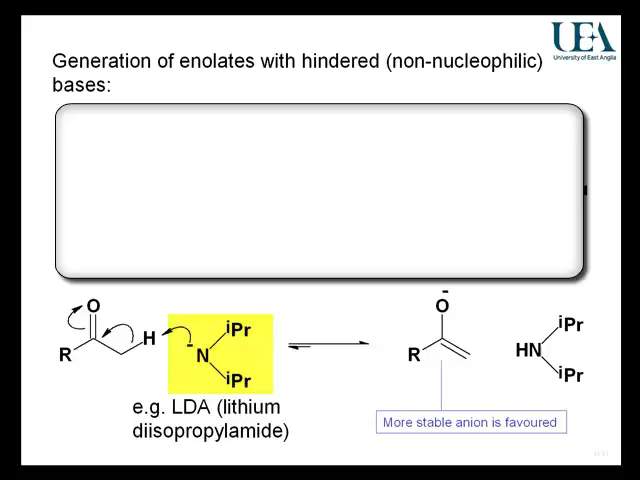 UEA
University of East Anglia
Generation of enolates with hindered (non-nucleophilic)
bases:
O
R
H
-
N
iPr
iPr
-
O
R
HN
iPr
iPr
e.g. LDA (lithium
diisopropylamide)
More stable anion is favoured